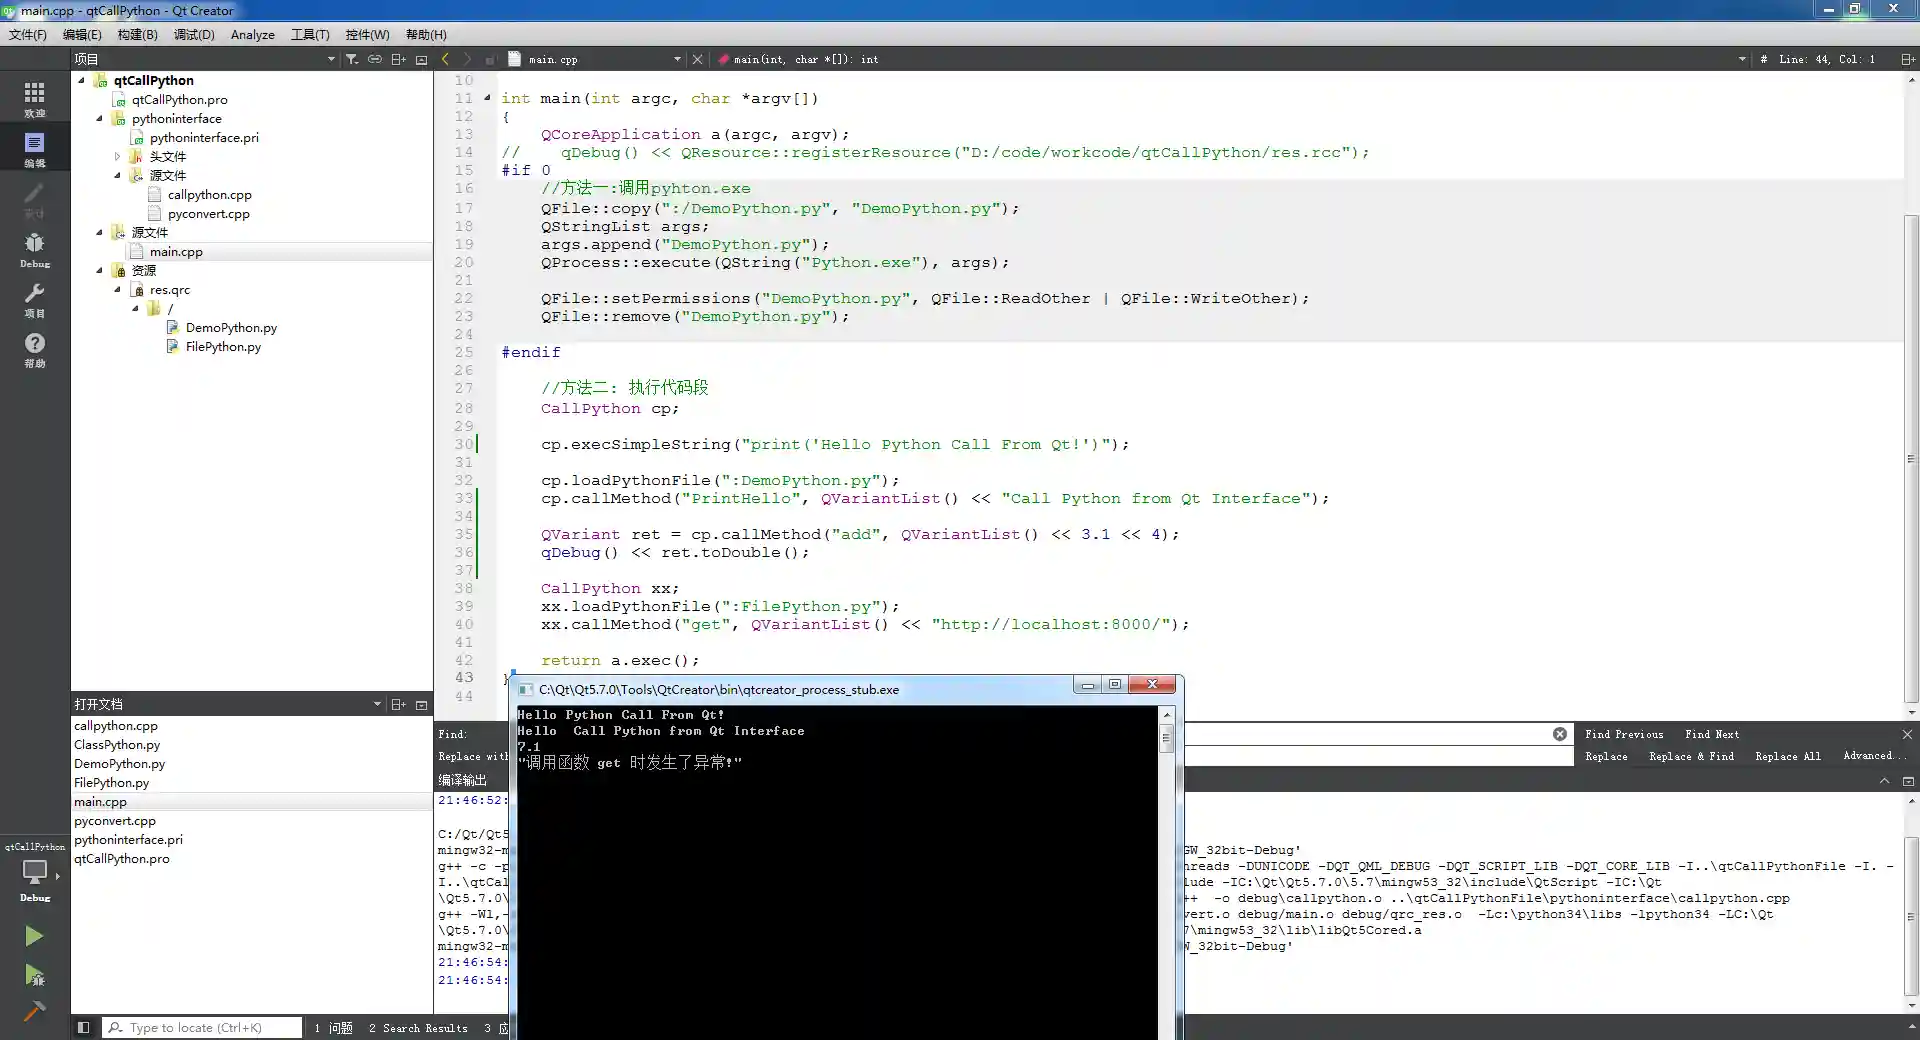 main.cpp - qtCallPython - Qt Creator
文件(F) 编辑(E) 构建(B) 调试(D) Analyze 工具(T) 控件(W) 帮助(H)
项目
main.cpp
main(int, char *[]): int
# Line: 44, Col: 1
欢迎
编辑
Debug
项目
帮助
qtCallPython
qtCallPython.pro
pythoninterface
pythoninterface.pri
头文件
源文件
callpython.cpp
pyconvert.cpp
源文件
main.cpp
资源
res.qrc
/
DemoPython.py
FilePython.py
10
11 int main(int argc, char *argv[])
12 {
13 QCoreApplication a(argc, argv);
14 // qDebug() << QResource::registerResource("D:/code/workcode/qtCallPython/res.rcc");
15 #if 0
16 //方法一:调用pyhton.exe
17 QFile::copy(":/DemoPython.py", "DemoPython.py");
18 QStringList args;
19 args.append("DemoPython.py");
20 QProcess::execute(QString("Python.exe"), args);
21
22 QFile::setPermissions("DemoPython.py", QFile::ReadOther | QFile::WriteOther);
23 QFile::remove("DemoPython.py");
24
25 #endif
26
27 //方法二: 执行代码段
28 CallPython cp;
29
30 cp.execSimpleString("print('Hello Python Call From Qt!')");
31
32 cp.loadPythonFile(":DemoPython.py");
33 cp.callMethod("PrintHello", QVariantList() << "Call Python from Qt Interface");
34
35 QVariant ret = cp.callMethod("add", QVariantList() << 3.1 << 4);
36 qDebug() << ret.toDouble();
37
38 CallPython xx;
39 xx.loadPythonFile(":FilePython.py");
40 xx.callMethod("get", QVariantList() << "http://localhost:8000/");
41
42 return a.exec();
43 }
44
打开文档
callpython.cpp
ClassPython.py
DemoPython.py
FilePython.py
main.cpp
pyconvert.cpp
pythoninterface.pri
qtCallPython.pro
qtCallPython
Debug
C:\Qt\Qt5.7.0\Tools\QtCreator\bin\qtcreator_process_stub.exe
Hello Python Call From Qt!
Hello  Call Python from Qt Interface
7.1
"调用函数 get 时发生了异常!"
Find:
Find Previous Find Next
Replace with
Replace Replace & Find Replace All Advanced...
编译输出
21:46:52:
C:/Qt/Qt5
mingw32-m GW_32bit-Debug'
g++ -c -p hreads -DUNICODE -DQT_QML_DEBUG -DQT_SCRIPT_LIB -DQT_CORE_LIB -I..\qtCallPythonFile -I. -
I..\qtCal lude -IC:\Qt\Qt5.7.0\5.7\mingw53_32\include\QtScript -IC:\Qt
\Qt5.7.0\ ++ -o debug\callpython.o ..\qtCallPythonFile\pythoninterface\callpython.cpp
g++ -Wl,- vert.o debug/main.o debug/qrc_res.o -Lc:\python34\libs -lpython34 -LC:\Qt
\Qt5.7.0\ 7\mingw53_32\lib\libQt5Cored.a
mingw32-m W_32bit-Debug'
21:46:54:
21:46:54:
Type to locate (Ctrl+K)
1 问题 2 Search Results 3 应